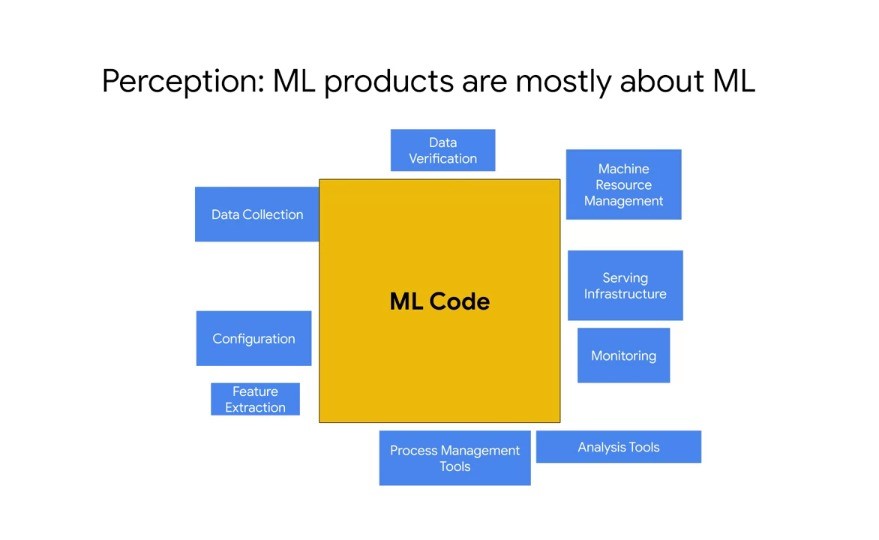 Perception: ML products are mostly about ML
Data
Verification
Machine
Resource
Management
Data Collection
Serving
Infrastructure
ML Code
Configuration
Monitoring
Feature
Extraction
Process Management
Tools
Analysis Tools